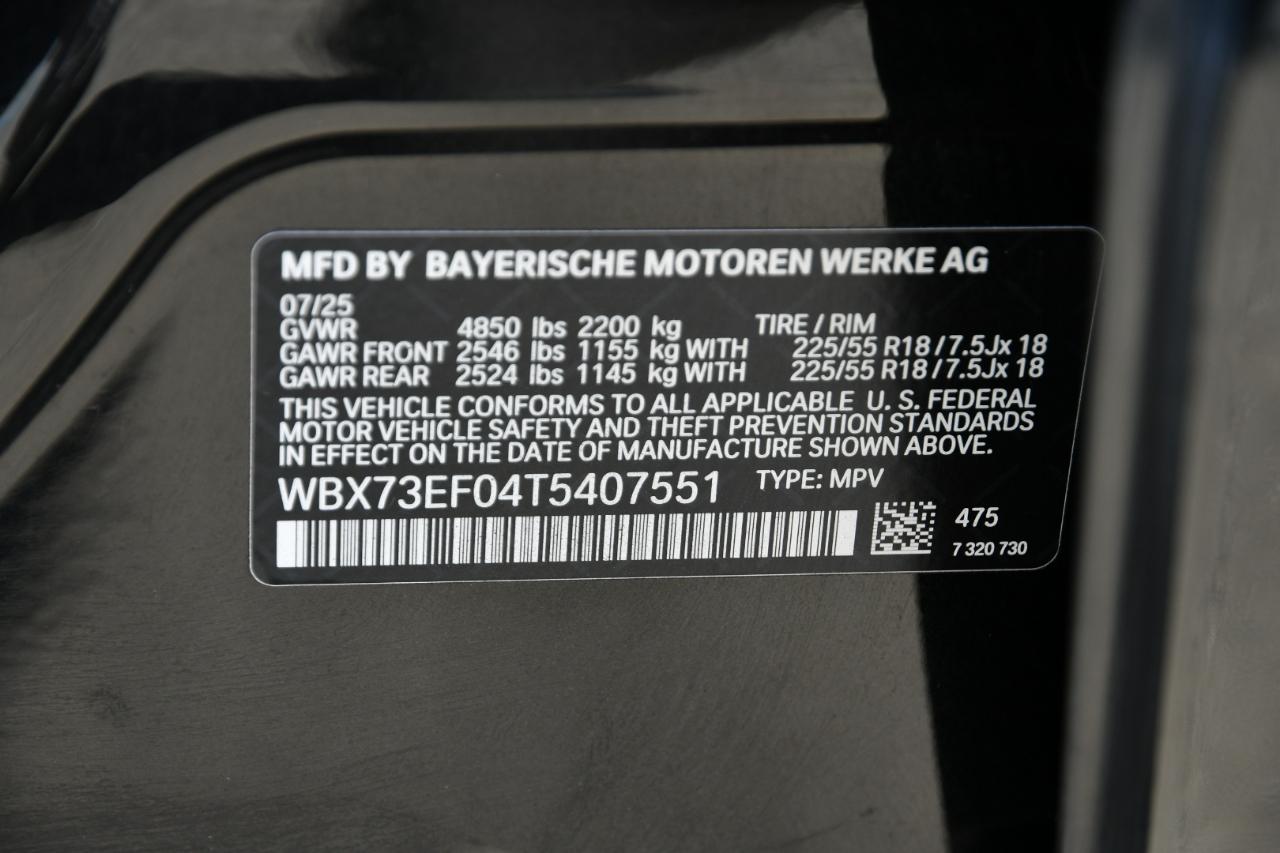 MFD BY BAYERISCHE MOTOREN WERKE AG
07/25
GVWR 4850 lbs 2200 kg TIRE / RIM
GAWR FRONT 2546 lbs 1155 kg WITH 225/55 R18 / 7.5Jx 18
GAWR REAR 2524 lbs 1145 kg WITH 225/55 R18 / 7.5Jx 18
THIS VEHICLE CONFORMS TO ALL APPLICABLE U. S. FEDERAL
MOTOR VEHICLE SAFETY AND THEFT PREVENTION STANDARDS
IN EFFECT ON THE DATE OF MANUFACTURE SHOWN ABOVE.
WBX73EF04T5407551 TYPE: MPV
475
7 320 730